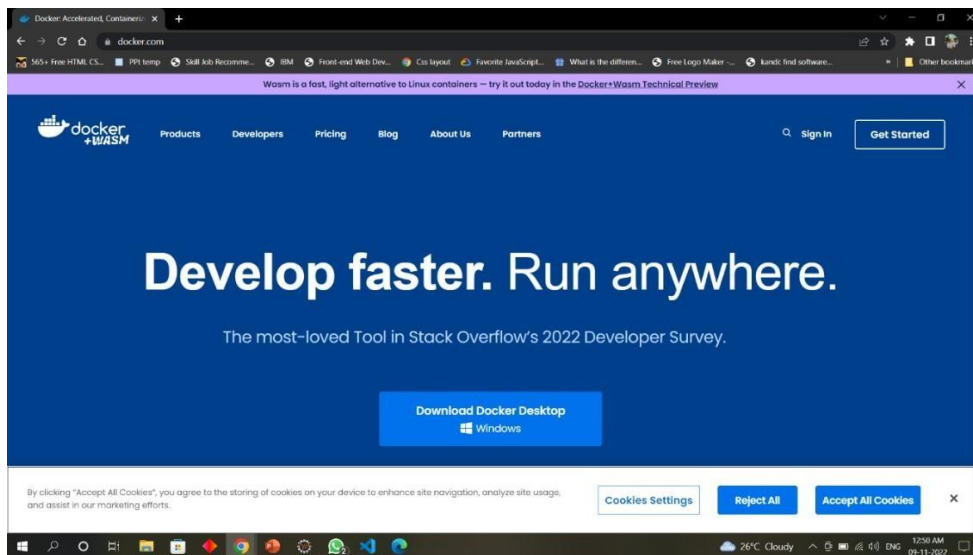 Docker: Accelerated, Containeriz
docker.com
565+ Free HTML CS...
PPt temp
Skill Job Recomme...
IBM
Front-end Web Dev...
Css layout
Favorite JavaScript...
What is the differen...
Free Logo Maker -...
kandc find software...
»
Other bookmar
Wasm is a fast, light alternative to Linux containers — try it out today in the Docker+Wasm Technical Preview
docker
+WASM
Products
Developers
Pricing
Blog
About Us
Partners
Sign In
Get Started
Develop faster. Run anywhere.
The most-loved Tool in Stack Overflow's 2022 Developer Survey.
Download Docker Desktop
Windows
By clicking "Accept All Cookies", you agree to the storing of cookies on your device to enhance site navigation, analyze site usage,
and assist in our marketing efforts.
Cookies Settings
Reject All
Accept All Cookies
26°C Cloudy
ENG
12:50 AM
09-11-2022